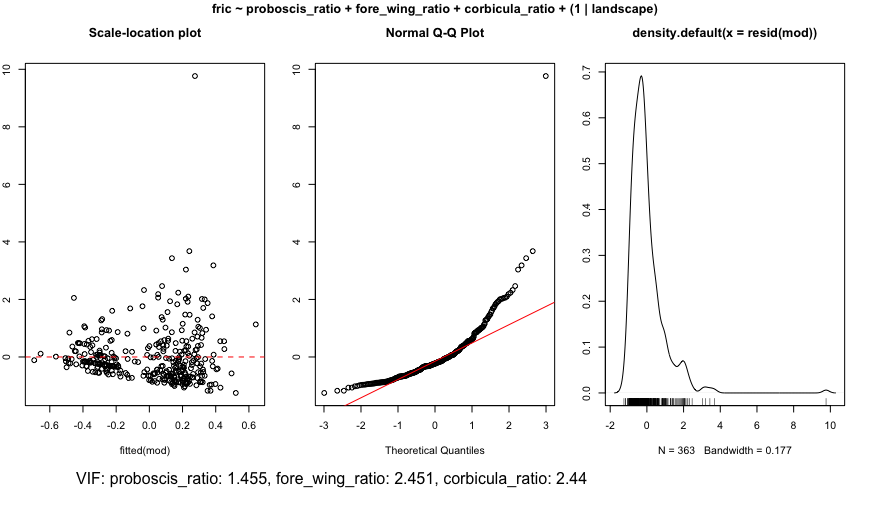 fric ~ proboscis_ratio + fore_wing_ratio + corbicula_ratio + (1 | landscape)
Scale-location plot
Normal Q-Q Plot
density.default(x = resid(mod))
10
8
6
4
2
0
-0.6 -0.4 -0.2 0.0 0.2 0.4 0.6
fitted(mod)
10
8
6
4
2
0
-3 -2 -1 0 1 2 3
Theoretical Quantiles
0.7
0.6
0.5
0.4
0.3
0.2
0.1
0.0
-2 0 2 4 6 8 10
N = 363 Bandwidth = 0.177
VIF: proboscis_ratio: 1.455, fore_wing_ratio: 2.451, corbicula_ratio: 2.44